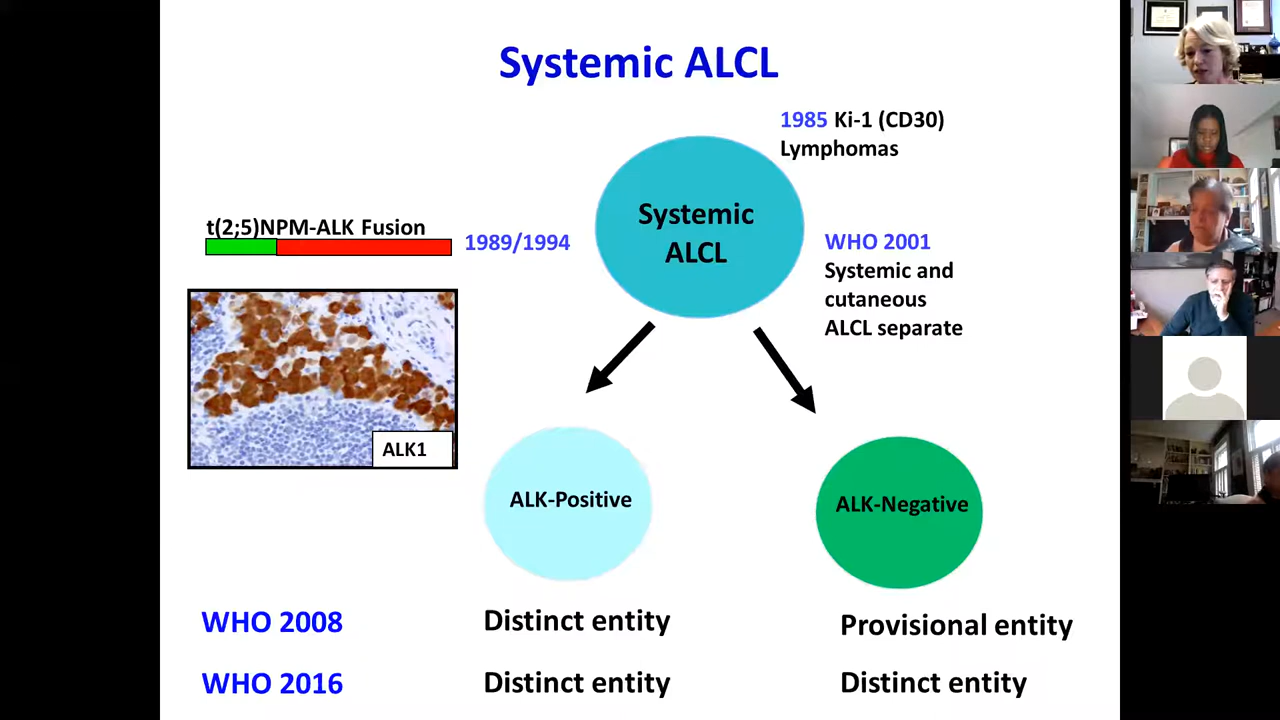 Systemic ALCL
1985 Ki-1 (CD30)
Lymphomas
Systemic
ALCL
t(2;5)NPM-ALK Fusion
1989/1994
WHO 2001
Systemic and
cutaneous
ALCL separate
ALK1
ALK-Positive
ALK-Negative
WHO 2008
Distinct entity
Provisional entity
WHO 2016
Distinct entity
Distinct entity